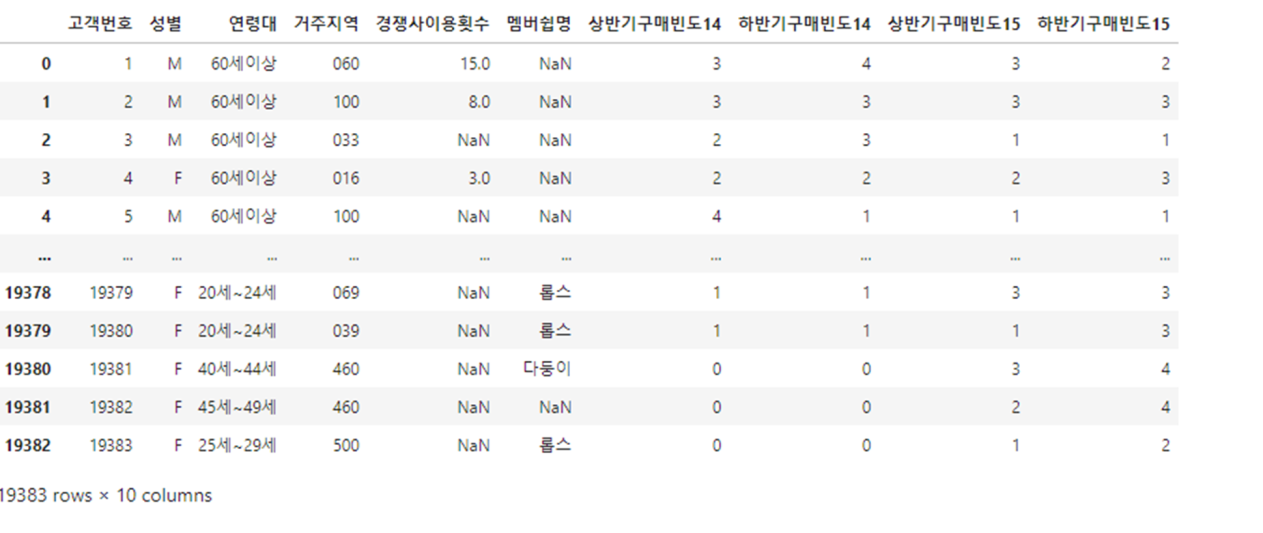 고객번호 성별 연령대 거주지역 경쟁사이용횟수 멤버쉽명 상반기구매빈도14 하반기구매빈도14 상반기구매빈도15 하반기구매빈도15
0 1 M 60세이상 060 15.0 NaN 3 4 3 2
1 2 M 60세이상 100 8.0 NaN 3 3 3 3
2 3 M 60세이상 033 NaN NaN 2 3 1 1
3 4 F 60세이상 016 3.0 NaN 2 2 2 3
4 5 M 60세이상 100 NaN NaN 4 1 1 1
... ... ... ... ... ... ... ... ... ... ...
19378 19379 F 20세~24세 069 NaN 롭스 1 1 3 3
19379 19380 F 20세~24세 039 NaN 롭스 1 1 1 3
19380 19381 F 40세~44세 460 NaN 다둥이 0 0 3 4
19381 19382 F 45세~49세 460 NaN NaN 0 0 2 4
19382 19383 F 25세~29세 500 NaN 롭스 0 0 1 2
19383 rows × 10 columns